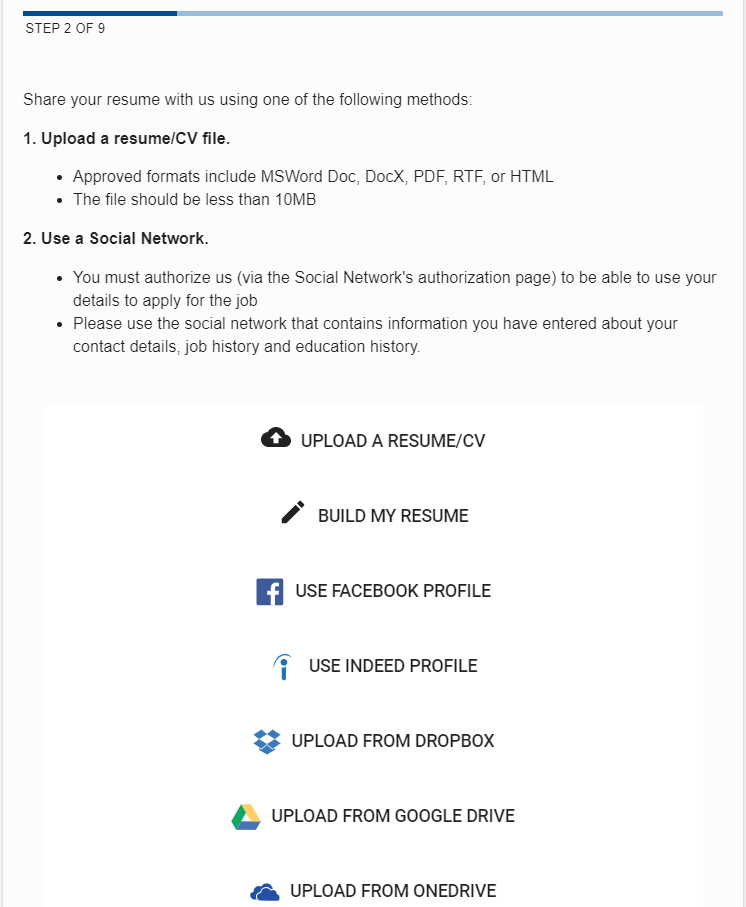 STEP 2 OF 9
Share your resume with us using one of the following methods:
1. Upload a resume/CV file.
Approved formats include MSWord Doc, DocX, PDF, RTF, or HTML
The file should be less than 10MB
2. Use a Social Network.
You must authorize us (via the Social Network's authorization page) to be able to use your
details to apply for the job
Please use the social network that contains information you have entered about your
contact details, job history and education history.
UPLOAD A RESUME/CV
BUILD MY RESUME
USE FACEBOOK PROFILE
USE INDEED PROFILE
UPLOAD FROM DROPBOX
UPLOAD FROM GOOGLE DRIVE
UPLOAD FROM ONEDRIVE